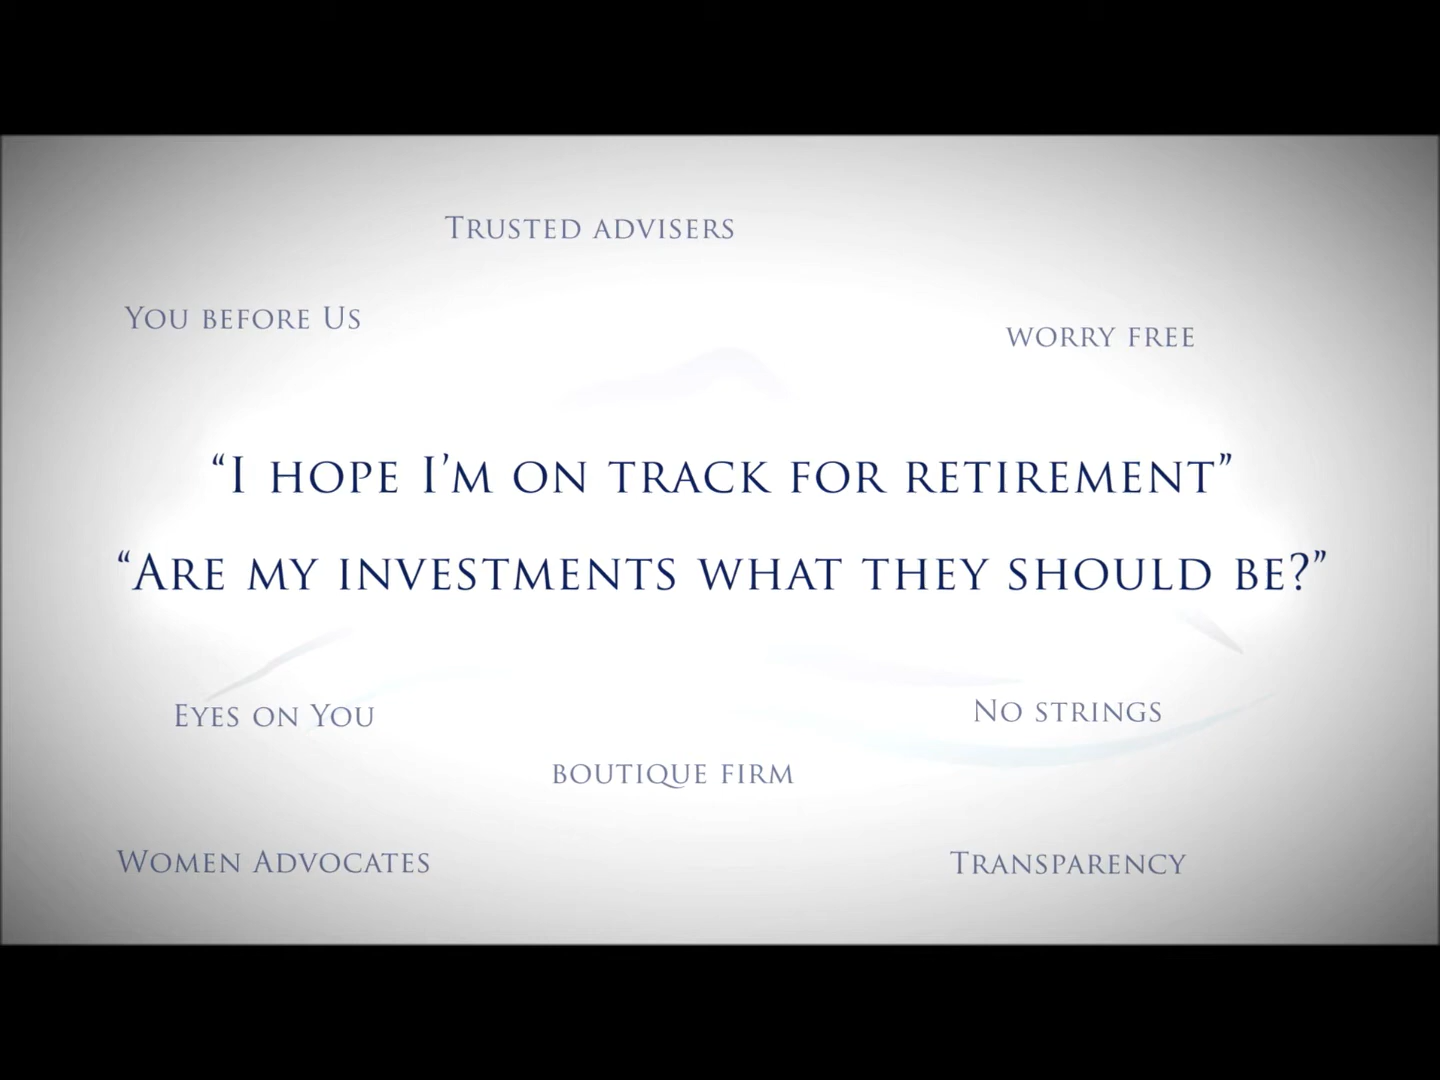 Trusted advisers
You before Us
worry free
“I hope I’m on track for retirement”
“Are my investments what they should be?”
Eyes on You
No strings
boutique firm
Women Advocates
Transparency